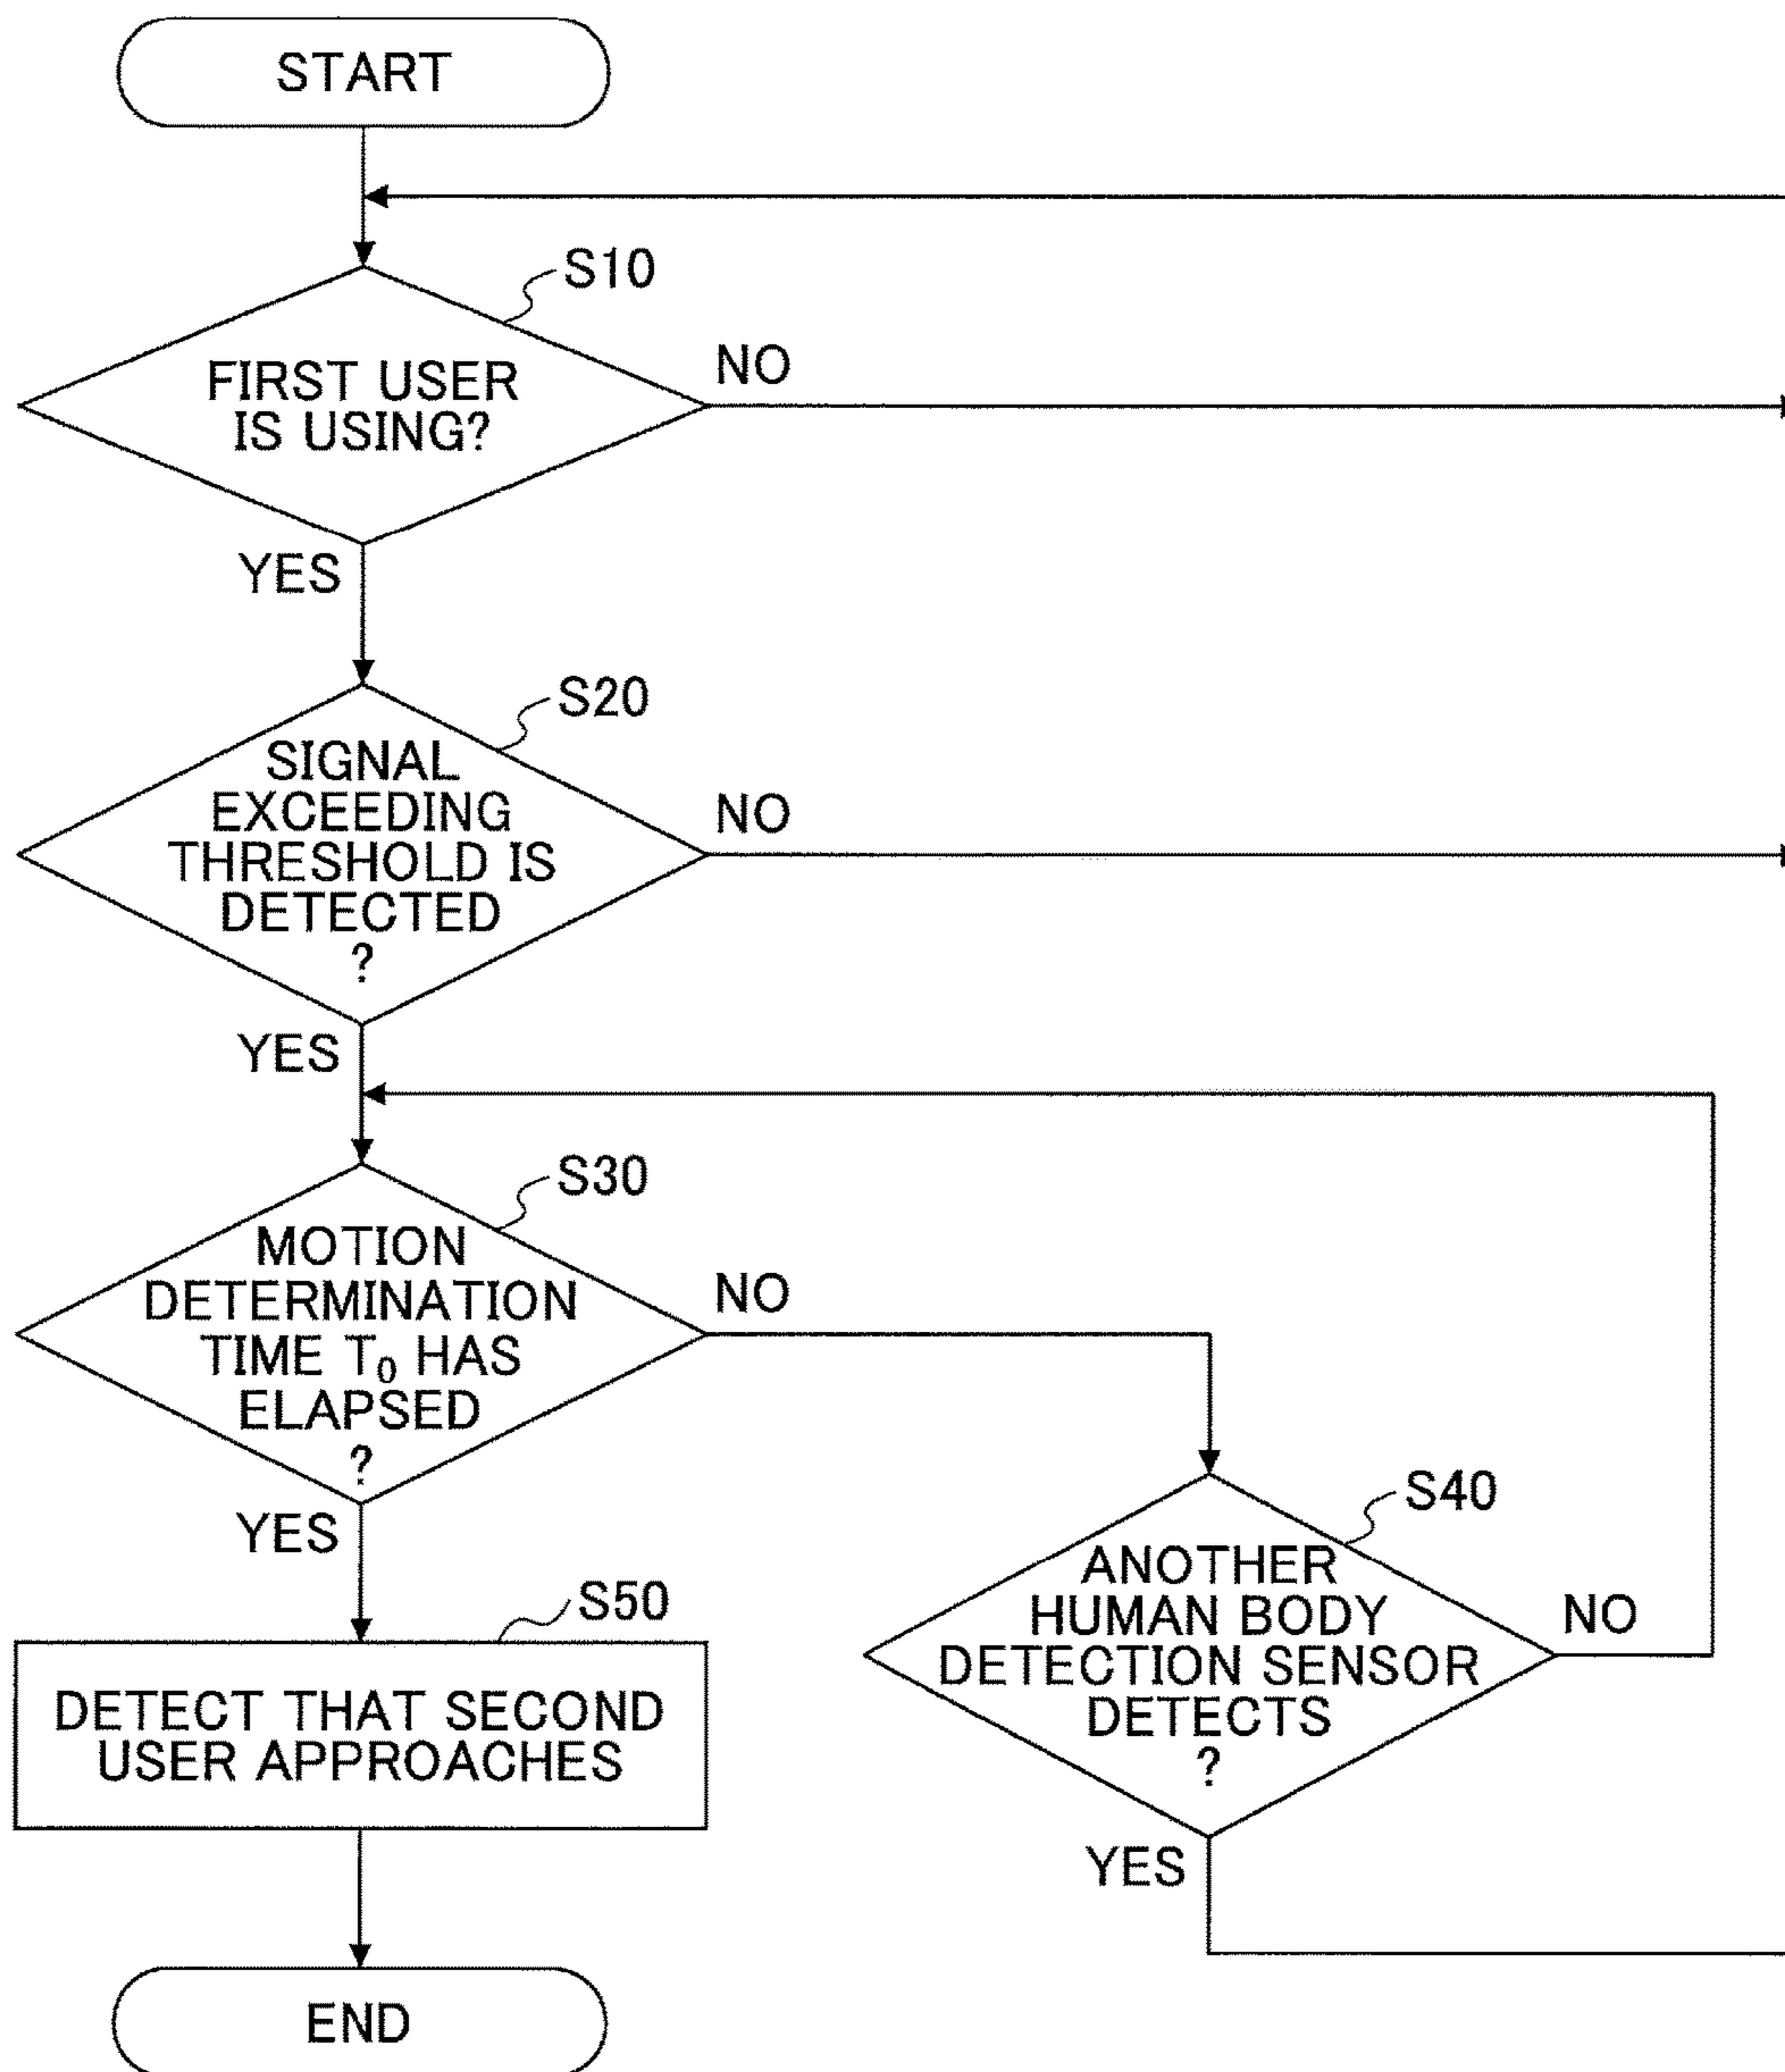 START
S10
FIRST USER
IS USING?
NO
YES
S20
SIGNAL
EXCEEDING
THRESHOLD IS
DETECTED
?
NO
YES
S30
MOTION
DETERMINATION
TIME T₀ HAS
ELAPSED
?
NO
YES
S40
ANOTHER
HUMAN BODY
DETECTION SENSOR
DETECTS
?
NO
YES
S50
DETECT THAT SECOND
USER APPROACHES
END